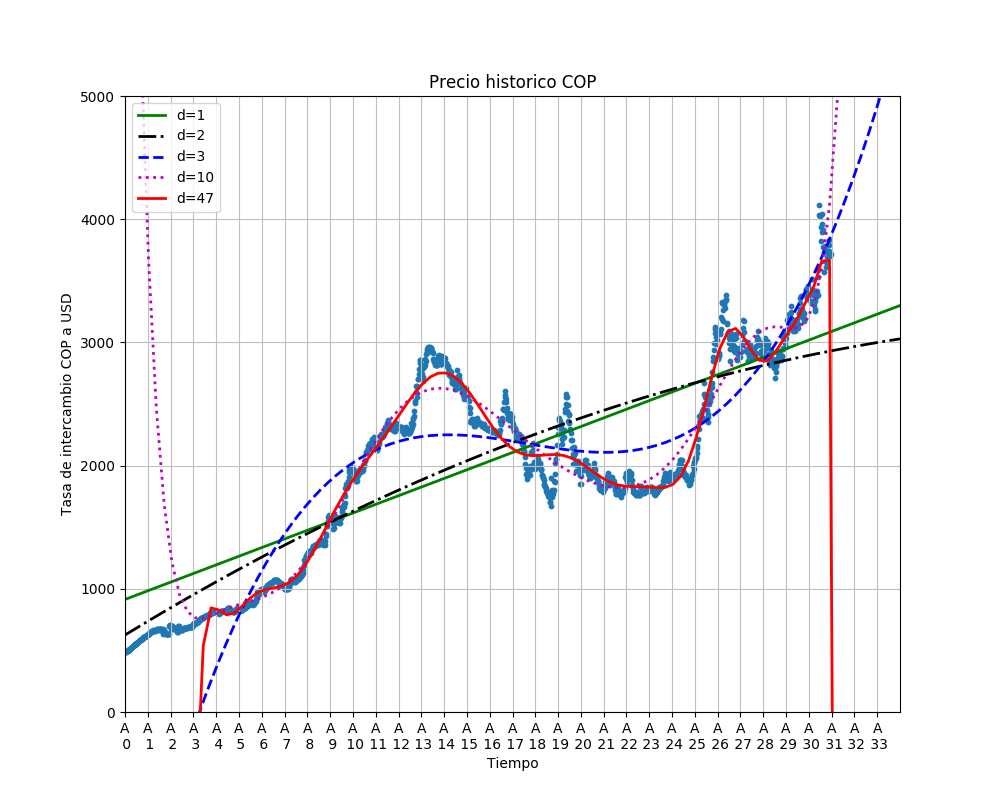 Precio historico COP
d=1
d=2
d=3
d=10
d=47
5000
4000
3000
2000
1000
0
Tasa de intercambio COP a USD
A A A A A A A A A A A A A A A A A A A A A A A A A A A A A A A A A A
0 1 2 3 4 5 6 7 8 9 10 11 12 13 14 15 16 17 18 19 20 21 22 23 24 25 26 27 28 29 30 31 32 33
Tiempo